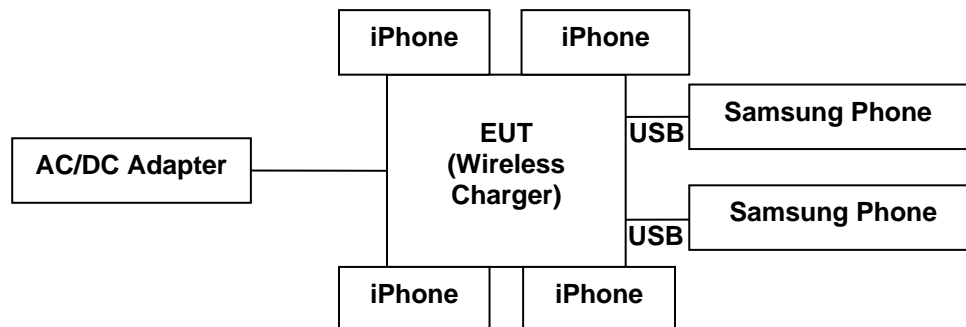 iPhone
iPhone
Samsung Phone
EUT
(Wireless
Charger)
USB
AC/DC Adapter
Samsung Phone
USB
iPhone
iPhone